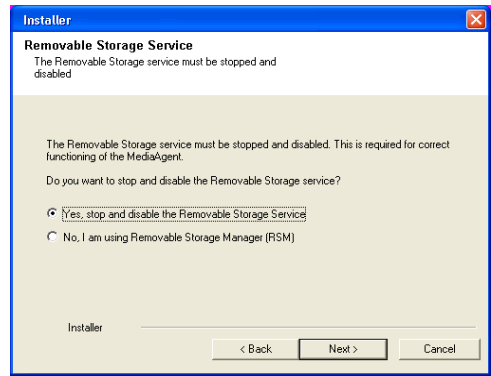 Installer
Removable Storage Service
The Removable Storage service must be stopped and
disabled
The Removable Storage service must be stopped and disabled. This is required for correct
functioning of the MediaAgent.
Do you want to stop and disable the Removable Storage service?
Yes, stop and disable the Removable Storage Service
No, I am using Removable Storage Manager (RSM)
Installer
< Back Next > Cancel